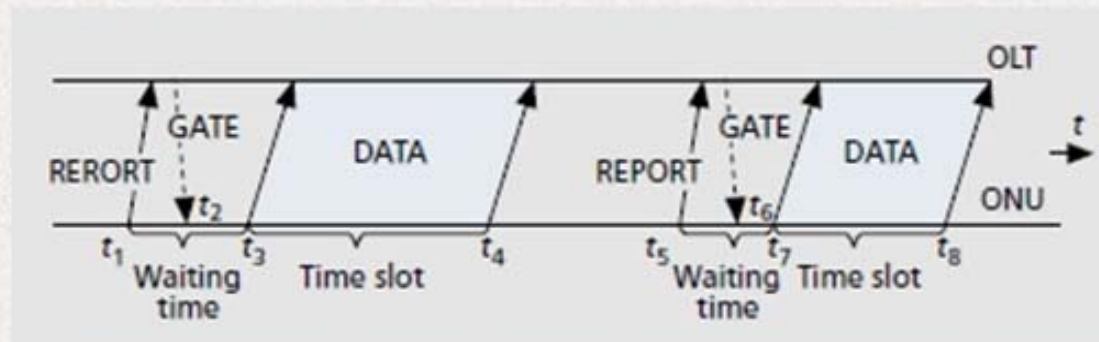 OLT
t
GATE
GATE
DATA
DATA
RERORT
REPORT
t2
t6
ONU
t1
t3
t4
t5
t7
t8
Waiting
time
Time slot
Waiting
time
Time slot